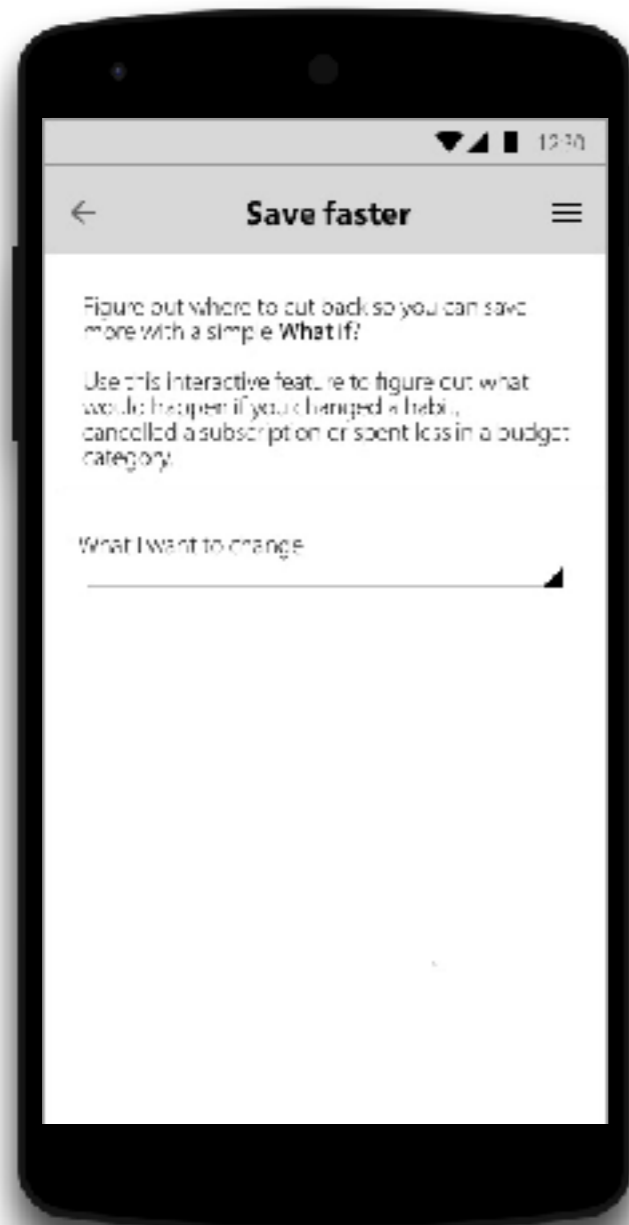 12:30
Save faster
Figure out where to cut back so you can save
more with a simple What if?
Use this interactive feature to figure out what
would happen if you changed a habit,
cancelled a subscription or spent less in a budget
category.
What I want to change